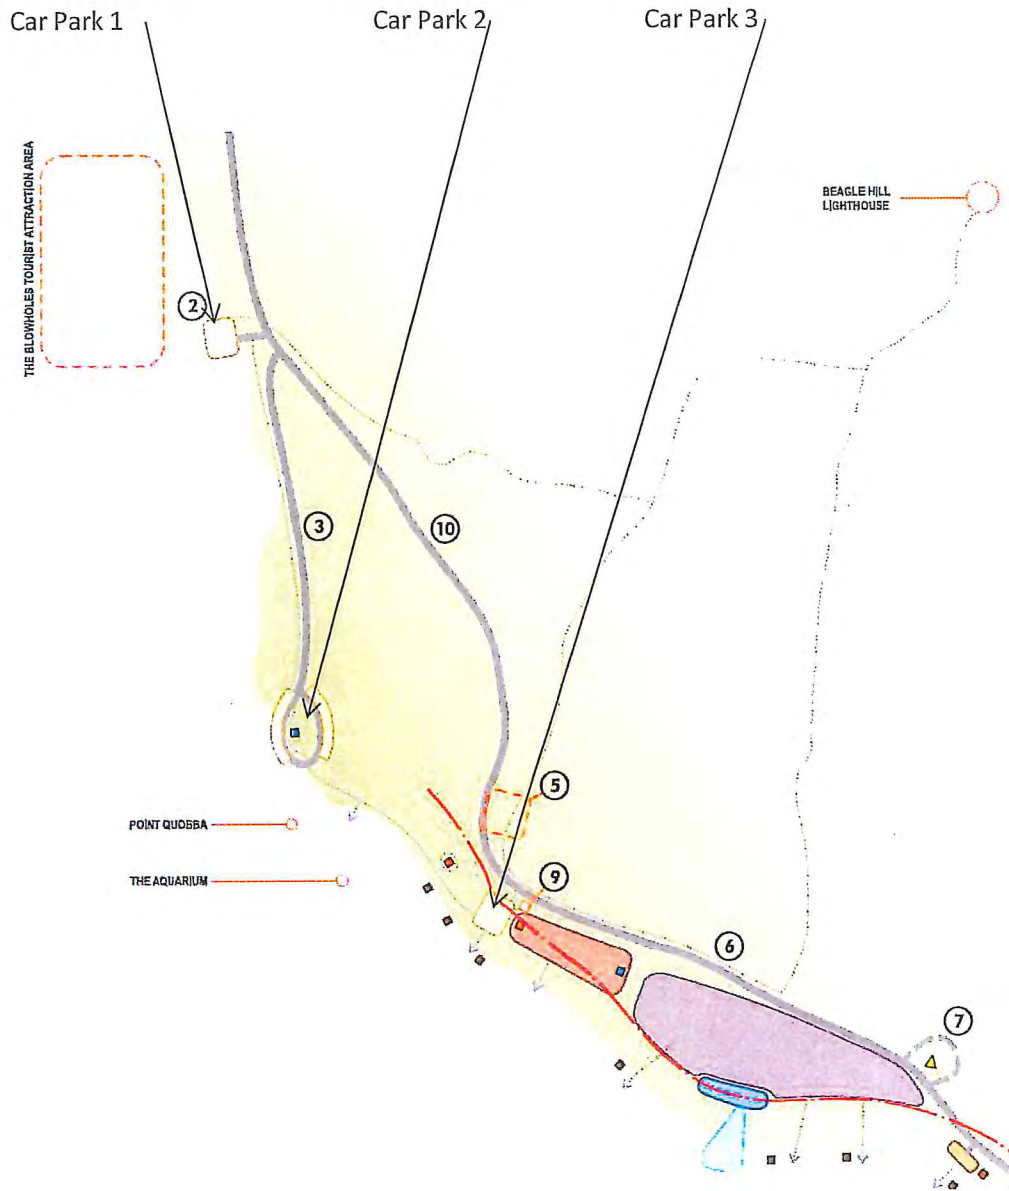 Car Park 1
Car Park 2
Car Park 3
THE BLOWHOLES TOURIST ATTRACTION AREA
BEAGLE HILL
LIGHTHOUSE
2
3
10
5
POINT QUOBBA
THE AQUARIUM
9
6
7